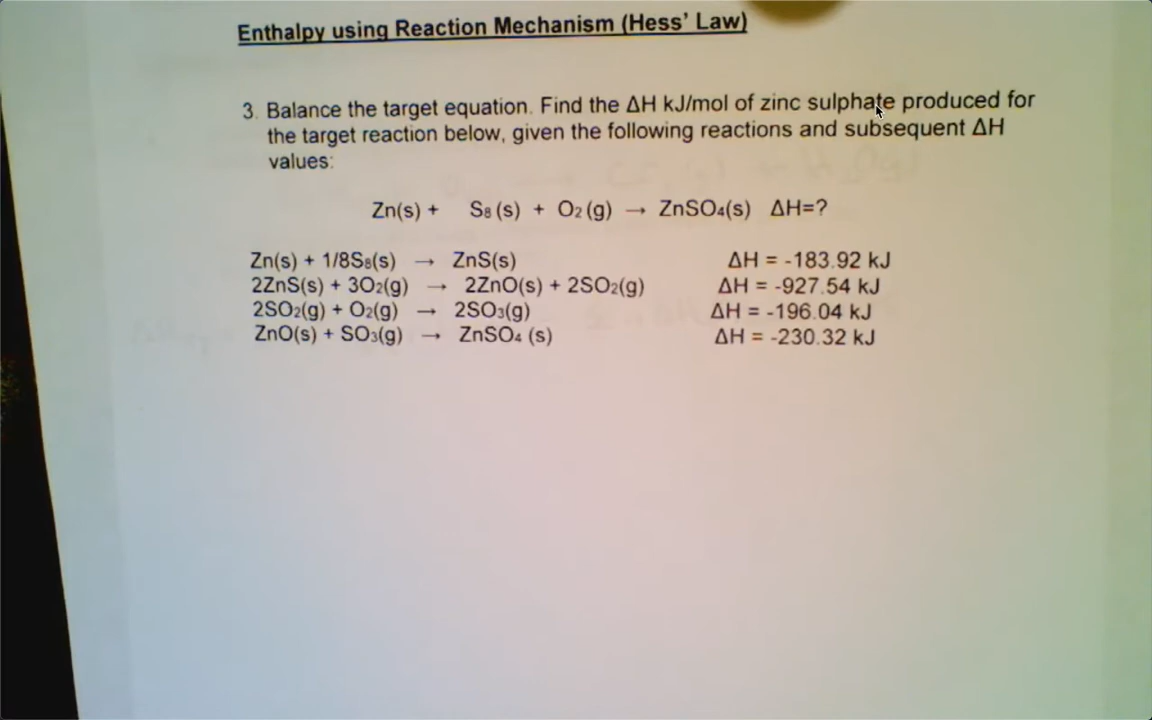 Enthalpy using Reaction Mechanism (Hess' Law)
3. Balance the target equation. Find the ΔH kJ/mol of zinc sulphate produced for
the target reaction below, given the following reactions and subsequent ΔH
values:
Zn(s) + S₈ (s) + O₂ (g) → ZnSO₄(s) ΔH=?
Zn(s) + 1/8S₈(s) → ZnS(s) ΔH = -183.92 kJ
2ZnS(s) + 3O₂(g) → 2ZnO(s) + 2SO₂(g) ΔH = -927.54 kJ
2SO₂(g) + O₂(g) → 2SO₃(g) ΔH = -196.04 kJ
ZnO(s) + SO₃(g) → ZnSO₄ (s) ΔH = -230.32 kJ